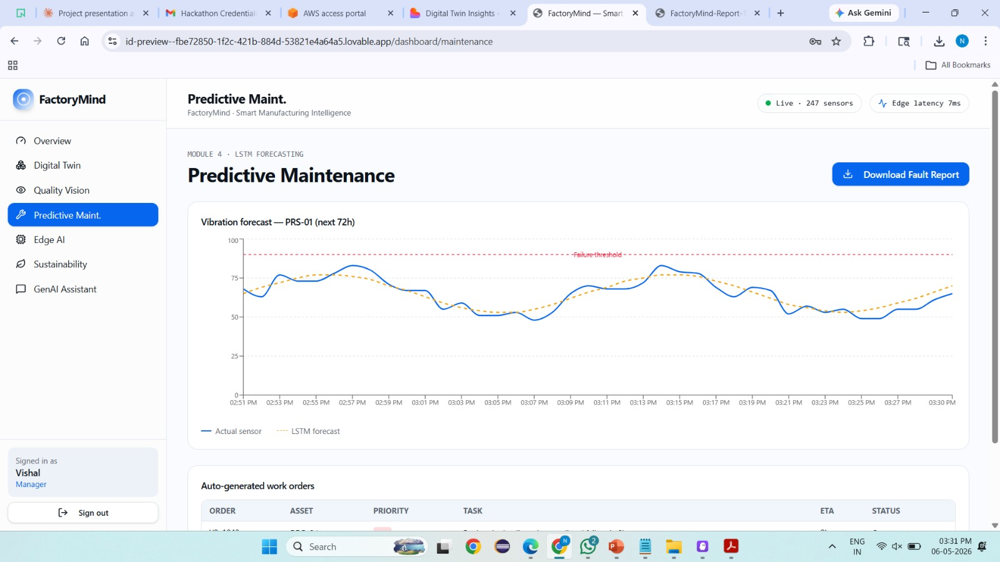 Project presentation a
Hackathon Credential
AWS access portal
Digital Twin Insights -
FactoryMind — Smart
FactoryMind-Report-
Ask Gemini
id-preview--fbe72850-1f2c-421b-884d-53821e4a64a5.lovable.app/dashboard/maintenance
N
All Bookmarks
FactoryMind
Overview
Digital Twin
Quality Vision
Predictive Maint.
Edge AI
Sustainability
GenAI Assistant
Signed in as
Vishal
Manager
Sign out
Predictive Maint.
FactoryMind · Smart Manufacturing Intelligence
Live · 247 sensors
Edge latency 7ms
MODULE 4 · LSTM FORECASTING
Predictive Maintenance
Download Fault Report
Vibration forecast — PRS-01 (next 72h)
100
Failure threshold
75
50
25
0
02:51 PM 02:53 PM 02:55 PM 02:57 PM 02:59 PM 03:01 PM 03:03 PM 03:05 PM 03:07 PM 03:09 PM 03:11 PM 03:13 PM 03:15 PM 03:17 PM 03:19 PM 03:21 PM 03:23 PM 03:25 PM 03:27 PM 03:30 PM
Actual sensor LSTM forecast
Auto-generated work orders
ORDER ASSET PRIORITY TASK ETA STATUS
Search
N
2
ENG
IN
03:31 PM
06-05-2026